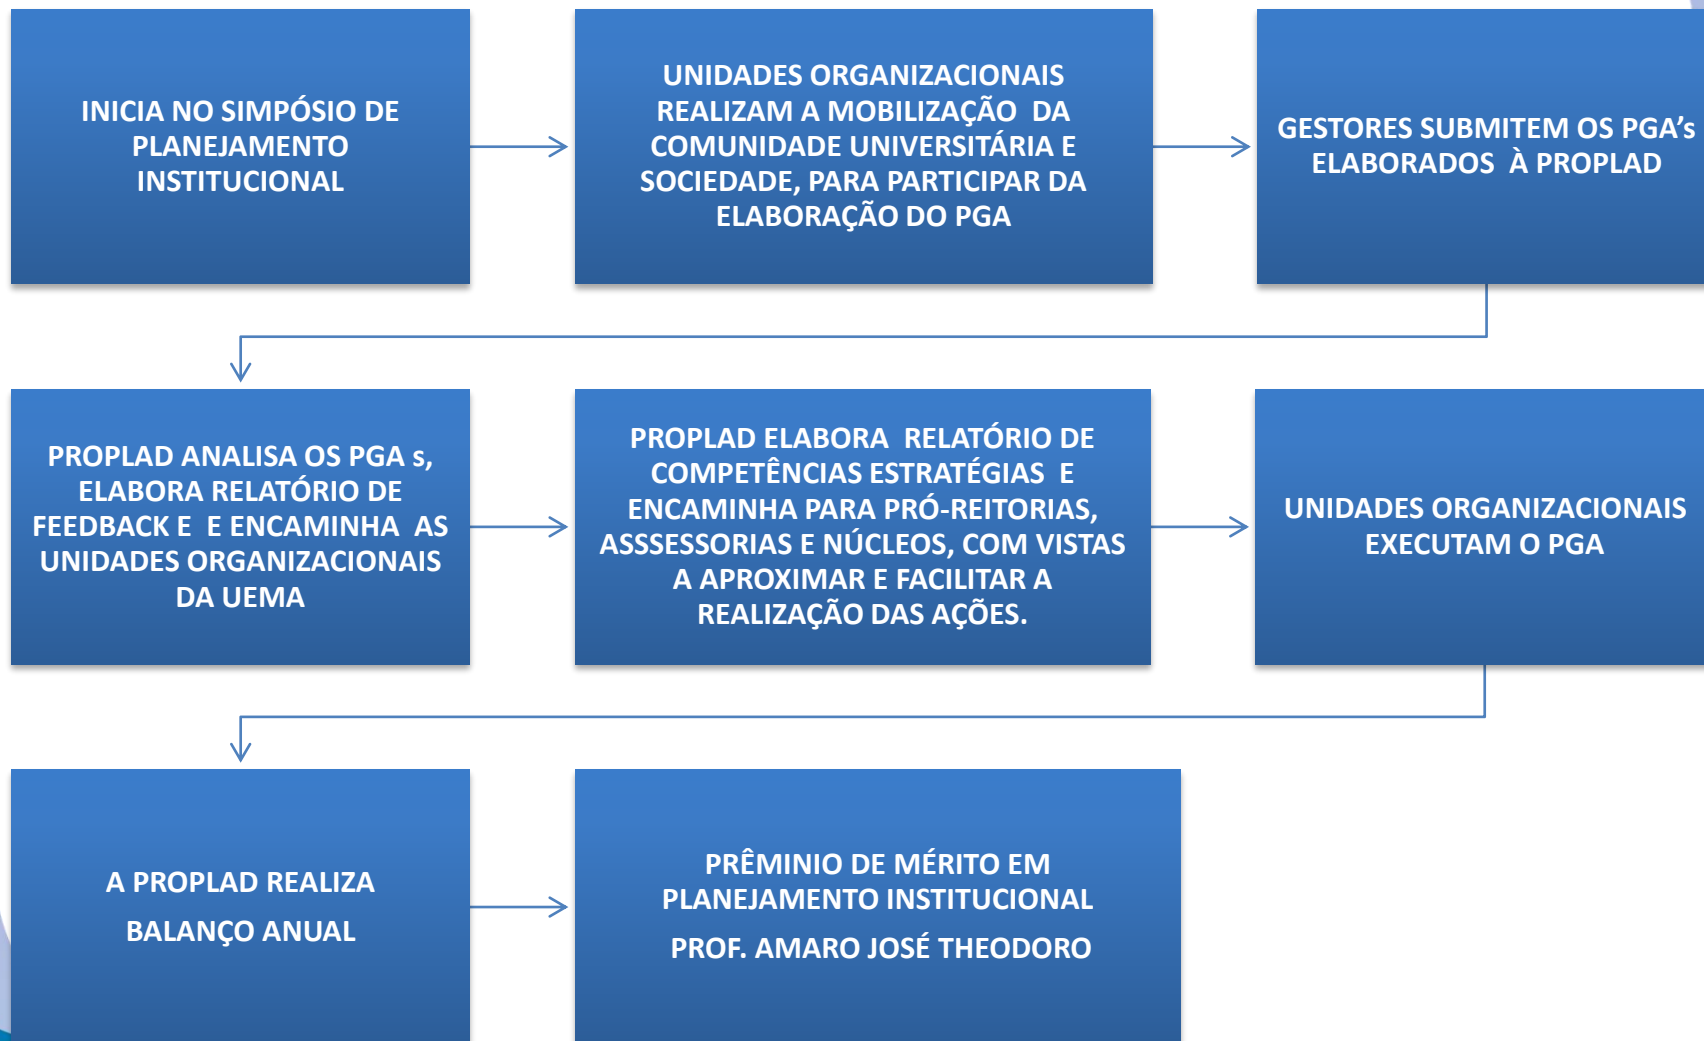 INICIA NO SIMPÓSIO DE
PLANEJAMENTO
INSTITUCIONAL
UNIDADES ORGANIZACIONAIS
REALIZAM A MOBILIZAÇÃO DA
COMUNIDADE UNIVERSITÁRIA E
SOCIEDADE, PARA PARTICIPAR DA
ELABORAÇÃO DO PGA
GESTORES SUBMITEM OS PGA’s
ELABORADOS À PROPLAD
PROPLAD ANALISA OS PGA s,
ELABORA RELATÓRIO DE
FEEDBACK E E ENCAMINHA AS
UNIDADES ORGANIZACIONAIS
DA UEMA
PROPLAD ELABORA RELATÓRIO DE
COMPETÊNCIAS ESTRATÉGIAS E
ENCAMINHA PARA PRÓ-REITORIAS,
ASSSESSORIAS E NÚCLEOS, COM VISTAS
A APROXIMAR E FACILITAR A
REALIZAÇÃO DAS AÇÕES.
UNIDADES ORGANIZACIONAIS
EXECUTAM O PGA
A PROPLAD REALIZA
BALANÇO ANUAL
PRÊMINIO DE MÉRITO EM
PLANEJAMENTO INSTITUCIONAL
PROF. AMARO JOSÉ THEODORO